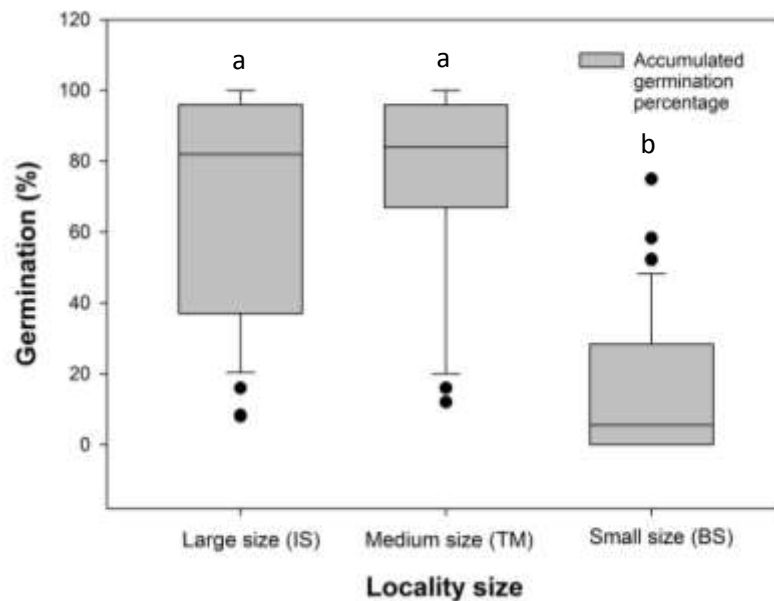 120
100
80
60
40
20
0
Germination (%)
a
a
b
Accumulated
germination
percentage
Large size (IS)
Medium size (TM)
Small size (BS)
Locality size